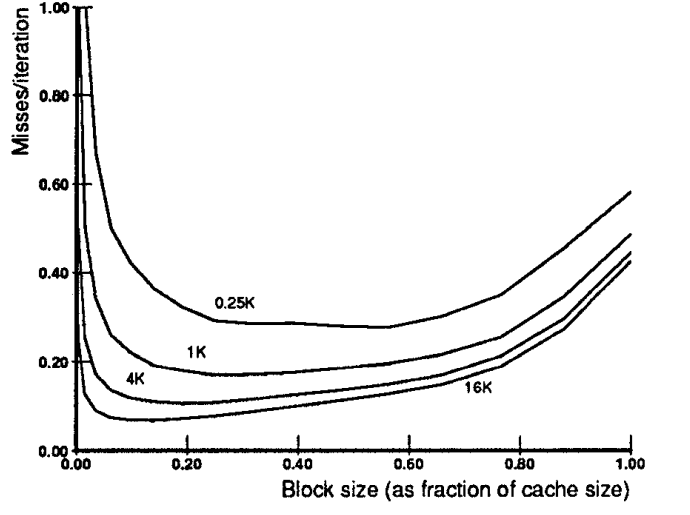 Misses/iteration
1.00
0.80
0.60
0.40
0.20
0.00
0.25K
1K
4K
16K
0.00 0.20 0.40 0.60 0.80 1.00
Block size (as fraction of cache size)